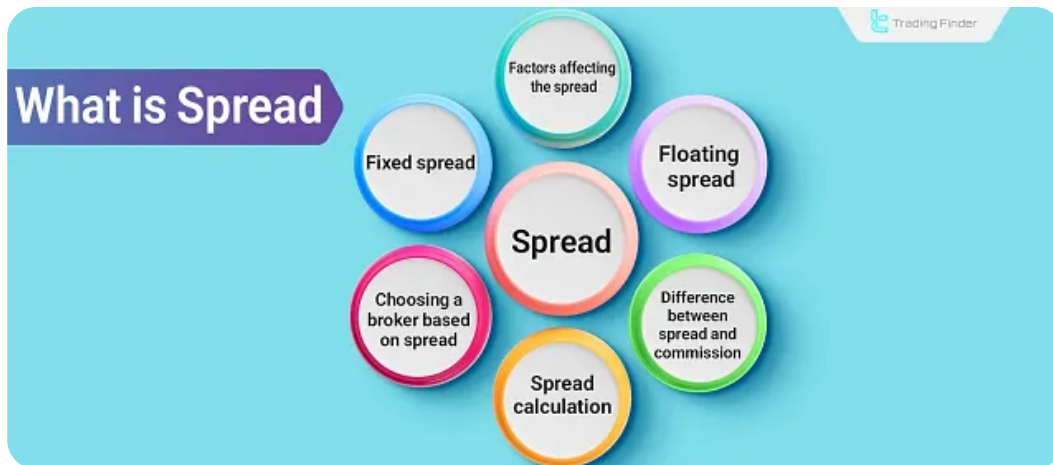 Trading Finder
What is Spread
Factors affecting
the spread
Fixed spread
Floating
spread
Spread
Choosing a
broker based
on spread
Difference
between
spread and
commission
Spread
calculation